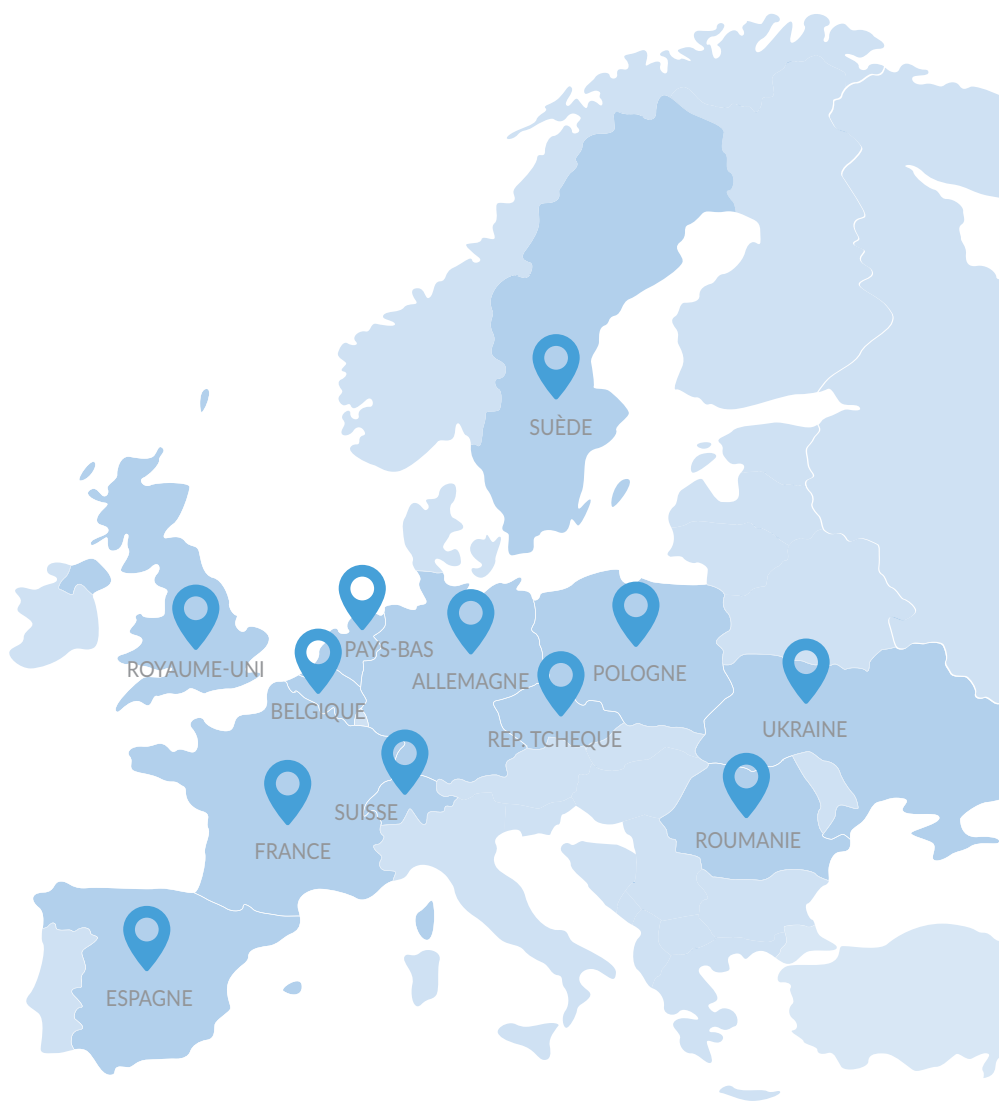 SUÈDE
PAYS-BAS
ROYAUME-UNI
POLOGNE
ALLEMAGNE
BELGIQUE
UKRAINE
REP. TCHEQUE
SUISSE
ROUMANIE
FRANCE
ESPAGNE